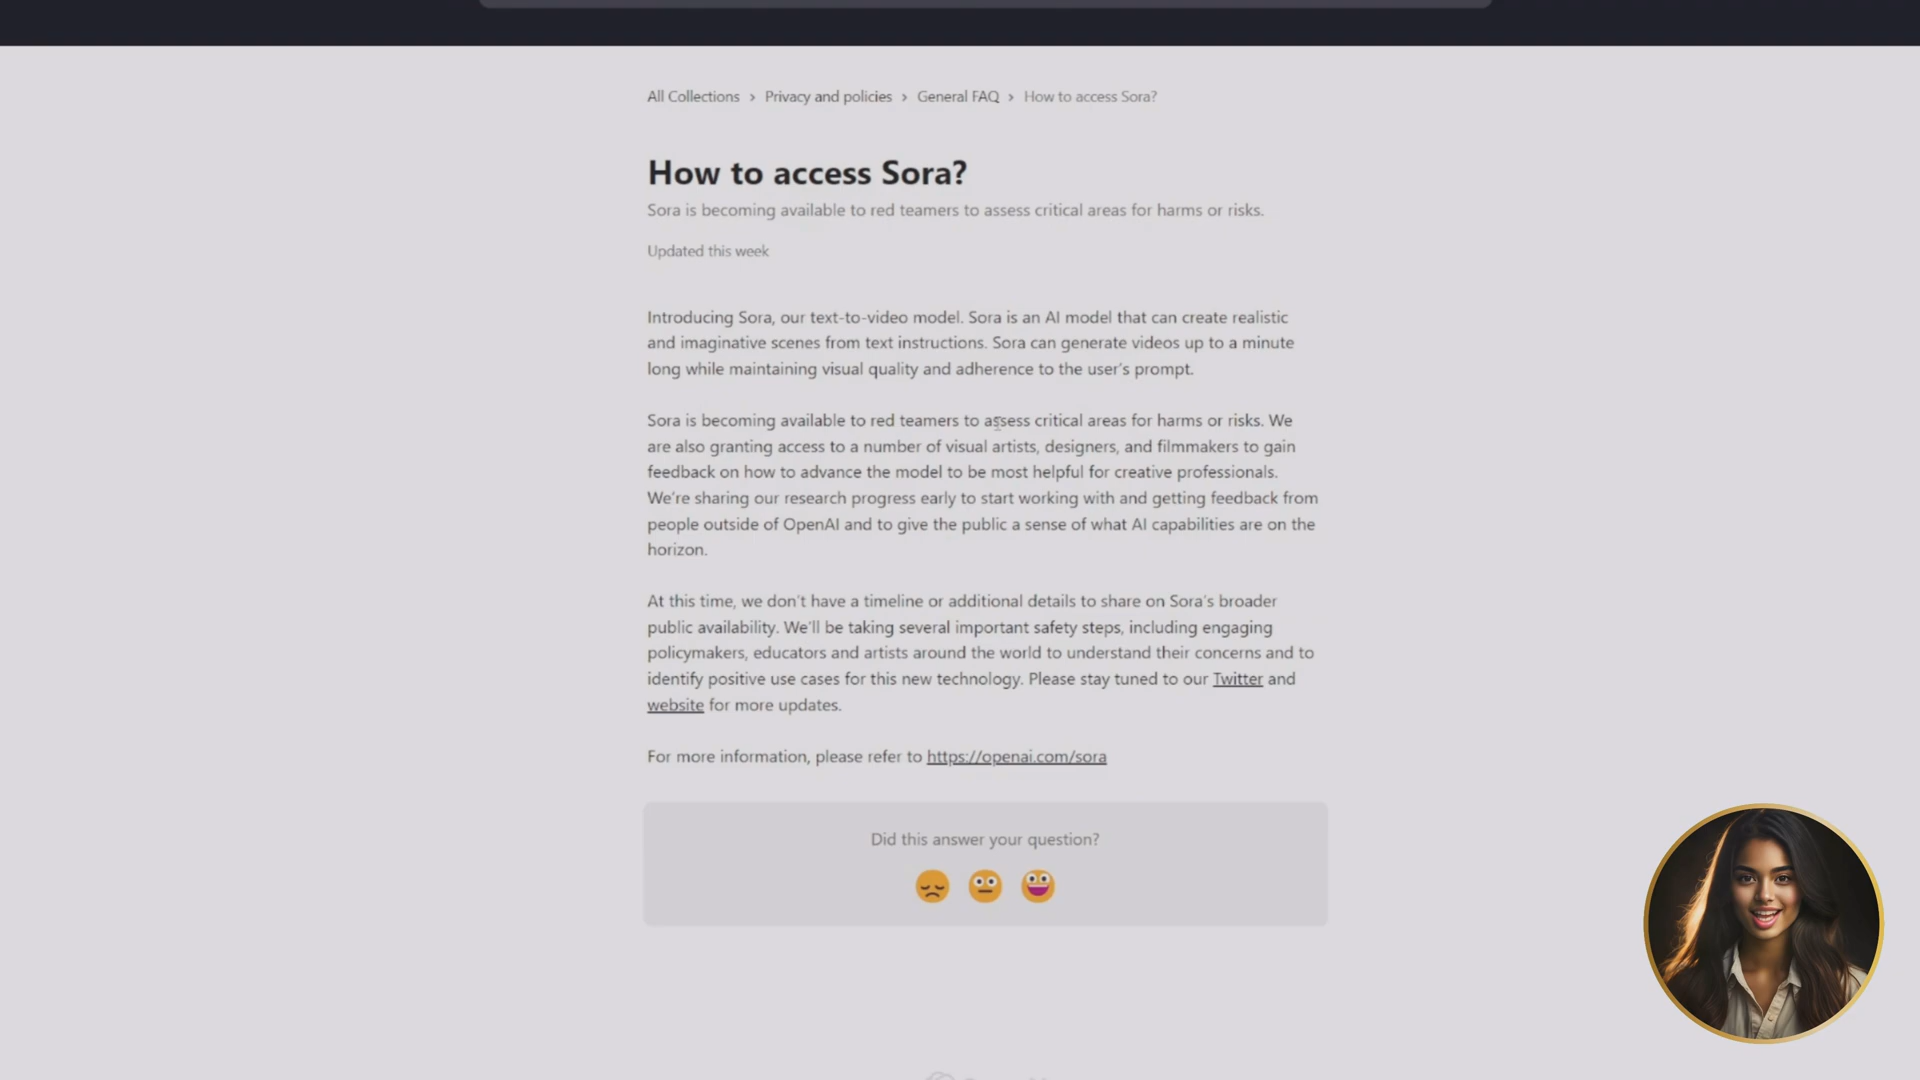 All Collections > Privacy and policies > General FAQ > How to access Sora?
How to access Sora?
Sora is becoming available to red teamers to assess critical areas for harms or risks.
Updated this week
Introducing Sora, our text-to-video model. Sora is an AI model that can create realistic
and imaginative scenes from text instructions. Sora can generate videos up to a minute
long while maintaining visual quality and adherence to the user's prompt.
Sora is becoming available to red teamers to assess critical areas for harms or risks. We
are also granting access to a number of visual artists, designers, and filmmakers to gain
feedback on how to advance the model to be most helpful for creative professionals.
We're sharing our research progress early to start working with and getting feedback from
people outside of OpenAI and to give the public a sense of what AI capabilities are on the
horizon.
At this time, we don't have a timeline or additional details to share on Sora's broader
public availability. We'll be taking several important safety steps, including engaging
policymakers, educators and artists around the world to understand their concerns and to
identify positive use cases for this new technology. Please stay tuned to our Twitter and
website for more updates.
For more information, please refer to https://openai.com/sora
Did this answer your question?